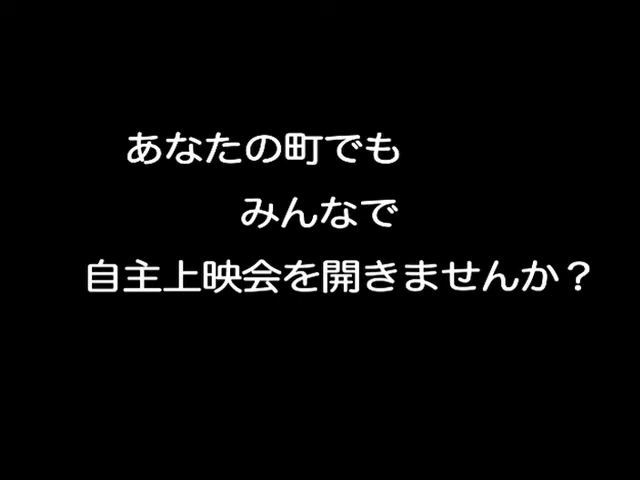 あなたの町でも
みんなで
自主上映会を開きませんか？